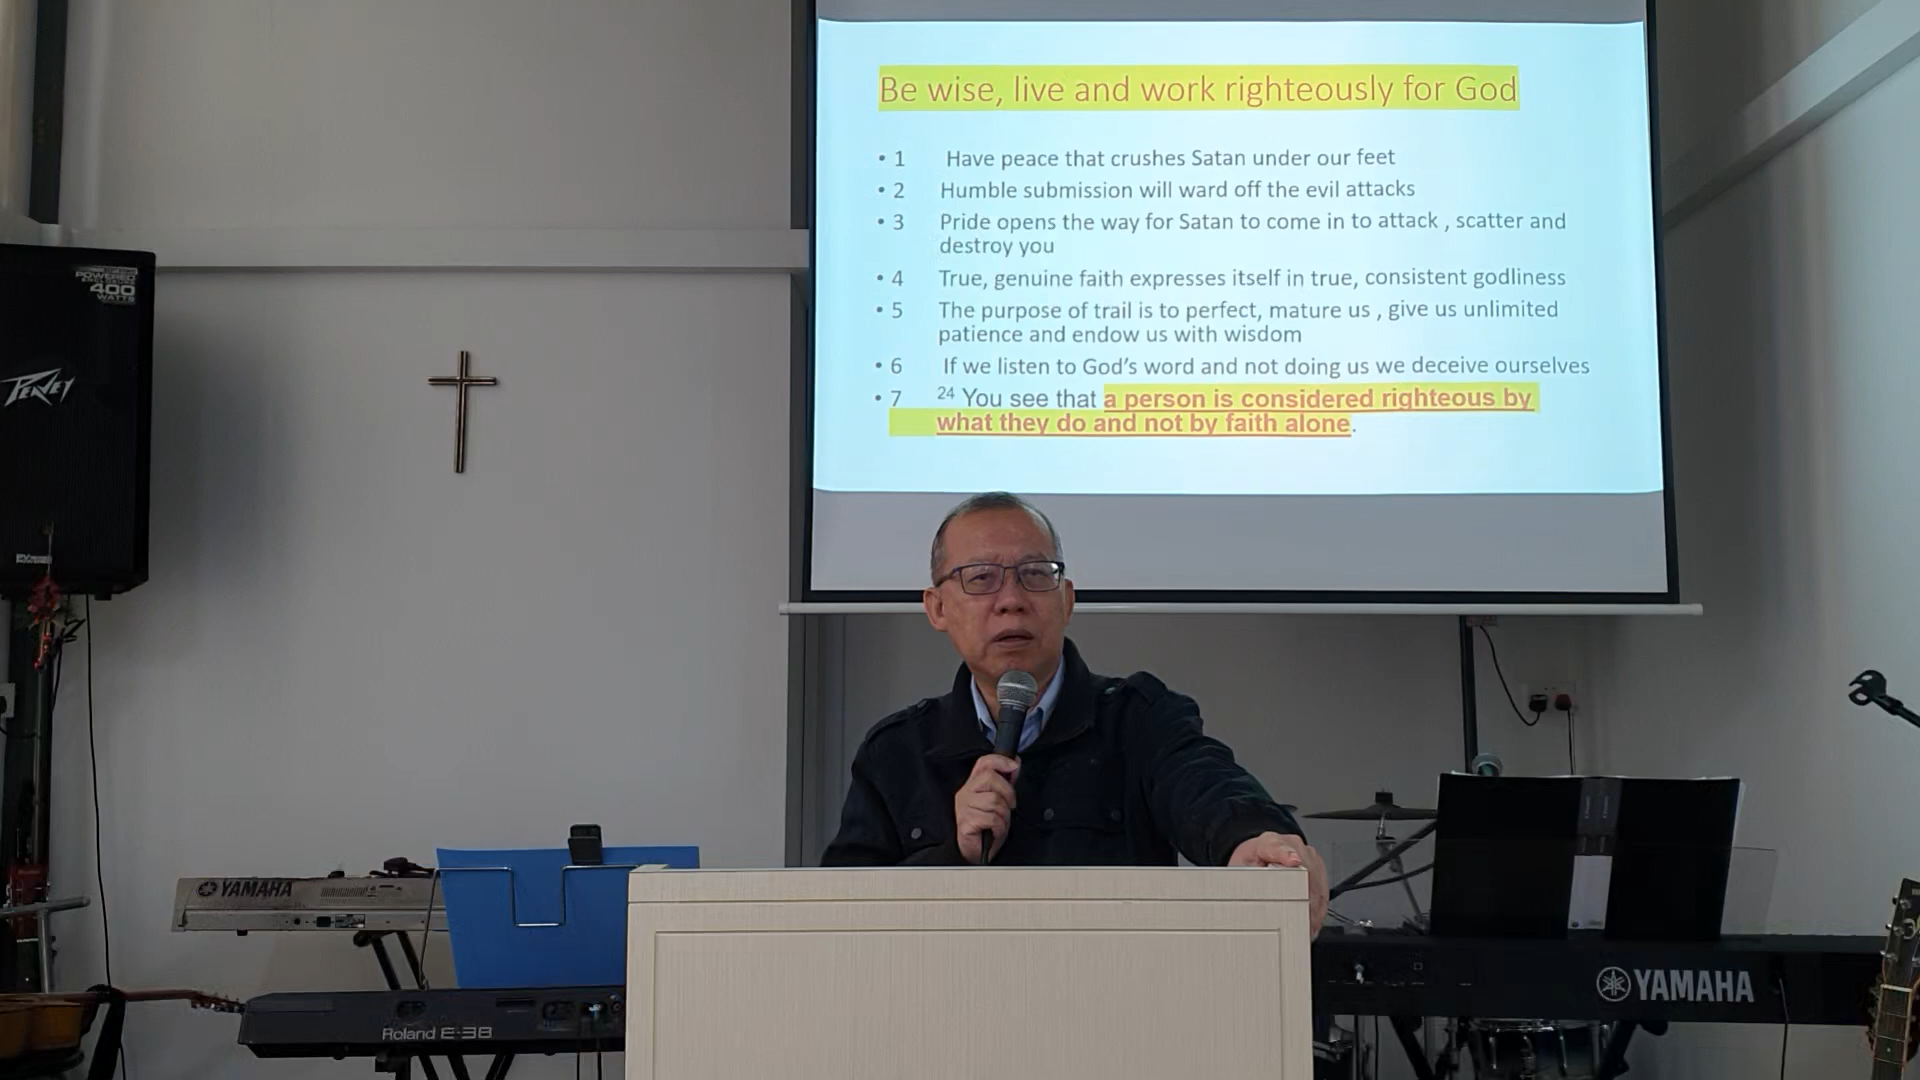 Be wise, live and work righteously for God
• 1 Have peace that crushes Satan under our feet
• 2 Humble submission will ward off the evil attacks
• 3 Pride opens the way for Satan to come in to attack , scatter and
destroy you
• 4 True, genuine faith expresses itself in true, consistent godliness
• 5 The purpose of trail is to perfect, mature us , give us unlimited
patience and endow us with wisdom
• 6 If we listen to God’s word and not doing us we deceive ourselves
• 7 24 You see that a person is considered righteous by
what they do and not by faith alone.
POWERED
400
WATTS
PEAVEY
YAMAHA
Roland E-38
YAMAHA